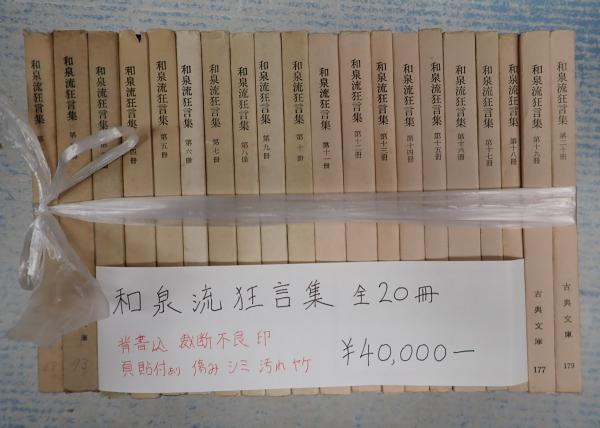 和泉流狂言集 第
和泉流狂言集 第
和泉流狂言集
和泉流狂言集 四冊
和泉流狂言集 第五冊
和泉流狂言集 第六冊
和泉流狂言集 第七冊
和泉流狂言集 第八冊
和泉流狂言集 第九冊
和泉流狂言集 第十冊
和泉流狂言集 第十一冊
和泉流狂言集 第十二冊
和泉流狂言集 第十三冊
和泉流狂言集 第十四冊
和泉流狂言集 第十五冊
和泉流狂言集 第十六冊
和泉流狂言集 第十七冊
和泉流狂言集 第十八冊
和泉流狂言集 第十九冊
和泉流狂言集 第二十冊
和泉流狂言集 全20冊
背書込 裁断不良 印
頁貼付あり 傷み シミ 汚れ ヤケ
¥40,000ー
庫
93
古典文庫
177
古典文庫
179